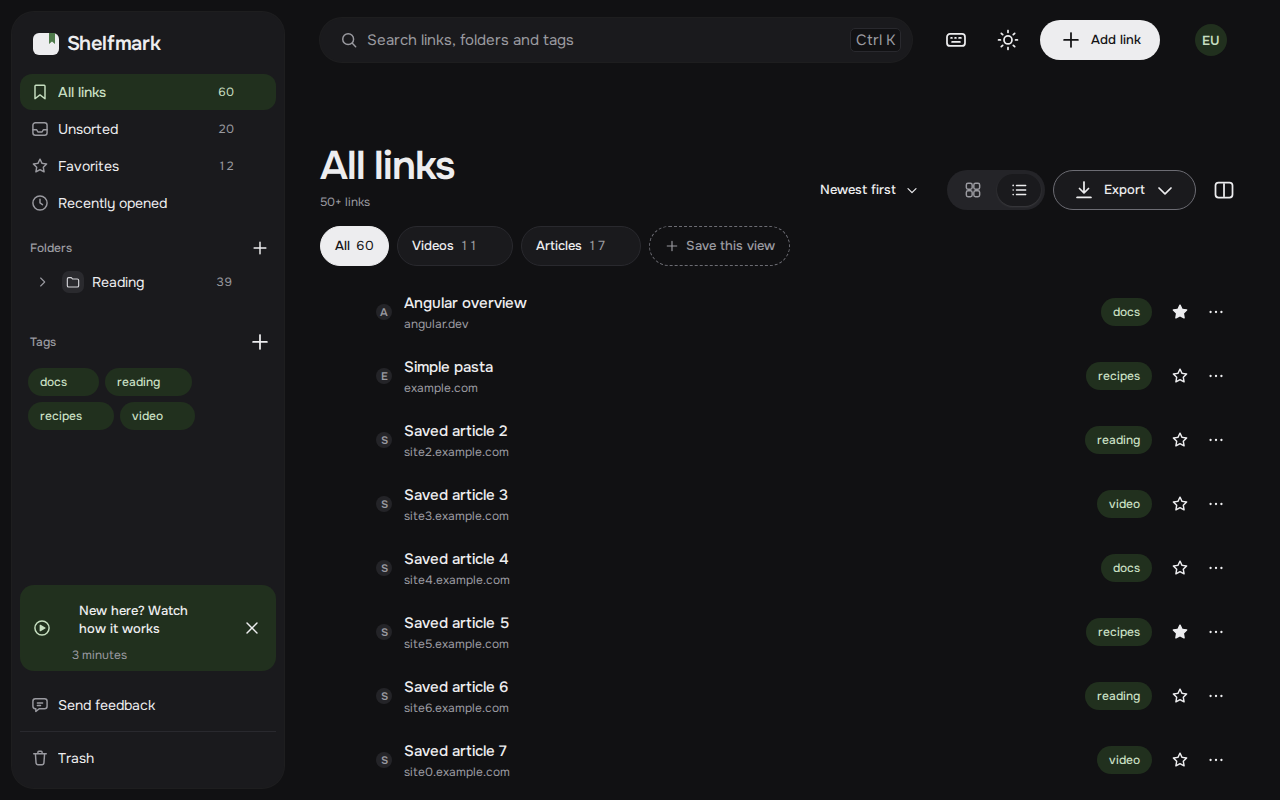 Shelfmark
All links 60
Unsorted 20
Favorites 12
Recently opened
Folders
Reading 39
Tags
docs reading
recipes video
New here? Watch
how it works
3 minutes
Send feedback
Trash
Search links, folders and tags Ctrl K
Add link
EU
All links
50+ links
Newest first
Export
All 60 Videos 11 Articles 17 Save this view
A Angular overview docs
angular.dev
E Simple pasta recipes
example.com
S Saved article 2 reading
site2.example.com
S Saved article 3 video
site3.example.com
S Saved article 4 docs
site4.example.com
S Saved article 5 recipes
site5.example.com
S Saved article 6 reading
site6.example.com
S Saved article 7 video
site0.example.com